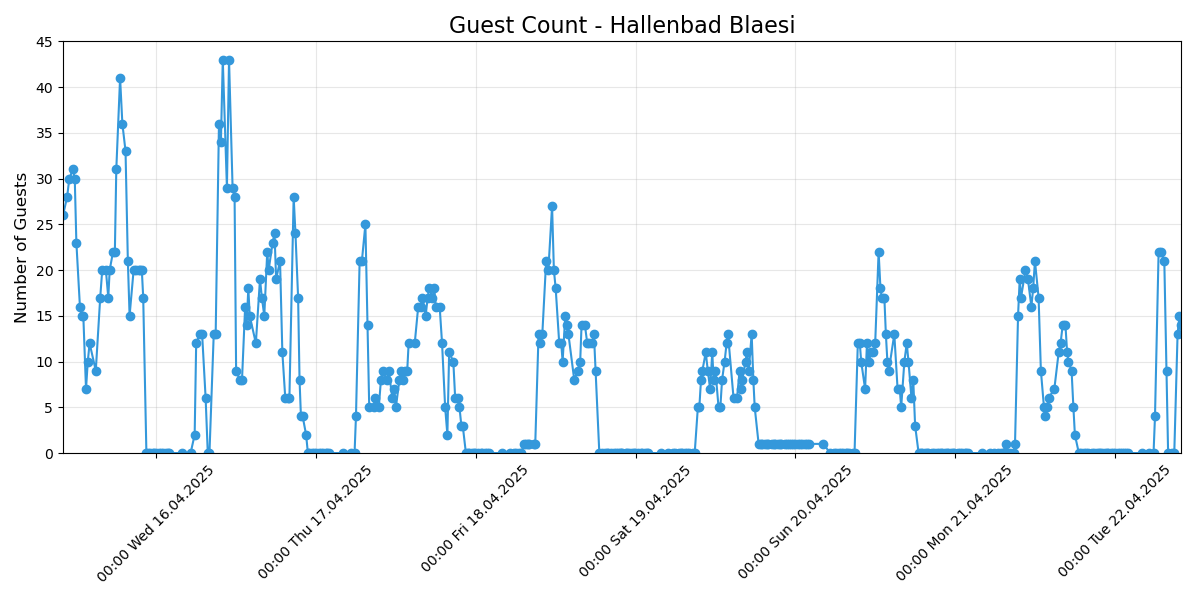 Guest Count - Hallenbad Blaesi
Number of Guests
45
40
35
30
25
20
15
10
5
0
00:00 Wed 16.04.2025
00:00 Thu 17.04.2025
00:00 Fri 18.04.2025
00:00 Sat 19.04.2025
00:00 Sun 20.04.2025
00:00 Mon 21.04.2025
00:00 Tue 22.04.2025